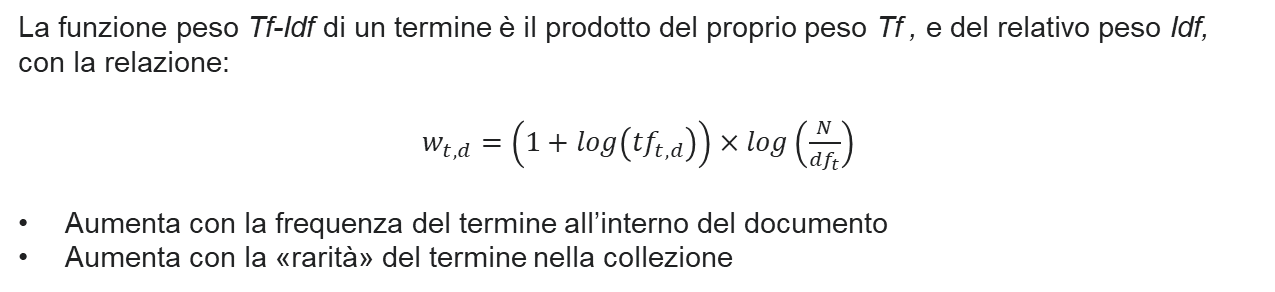 La funzione peso Tf-Idf di un termine è il prodotto del proprio peso Tf , e del relativo peso Idf,
con la relazione:
w_{t,d} = (1 + log(tf_{t,d})) × log (N/df_t)
• Aumenta con la frequenza del termine all’interno del documento
• Aumenta con la «rarità» del termine nella collezione